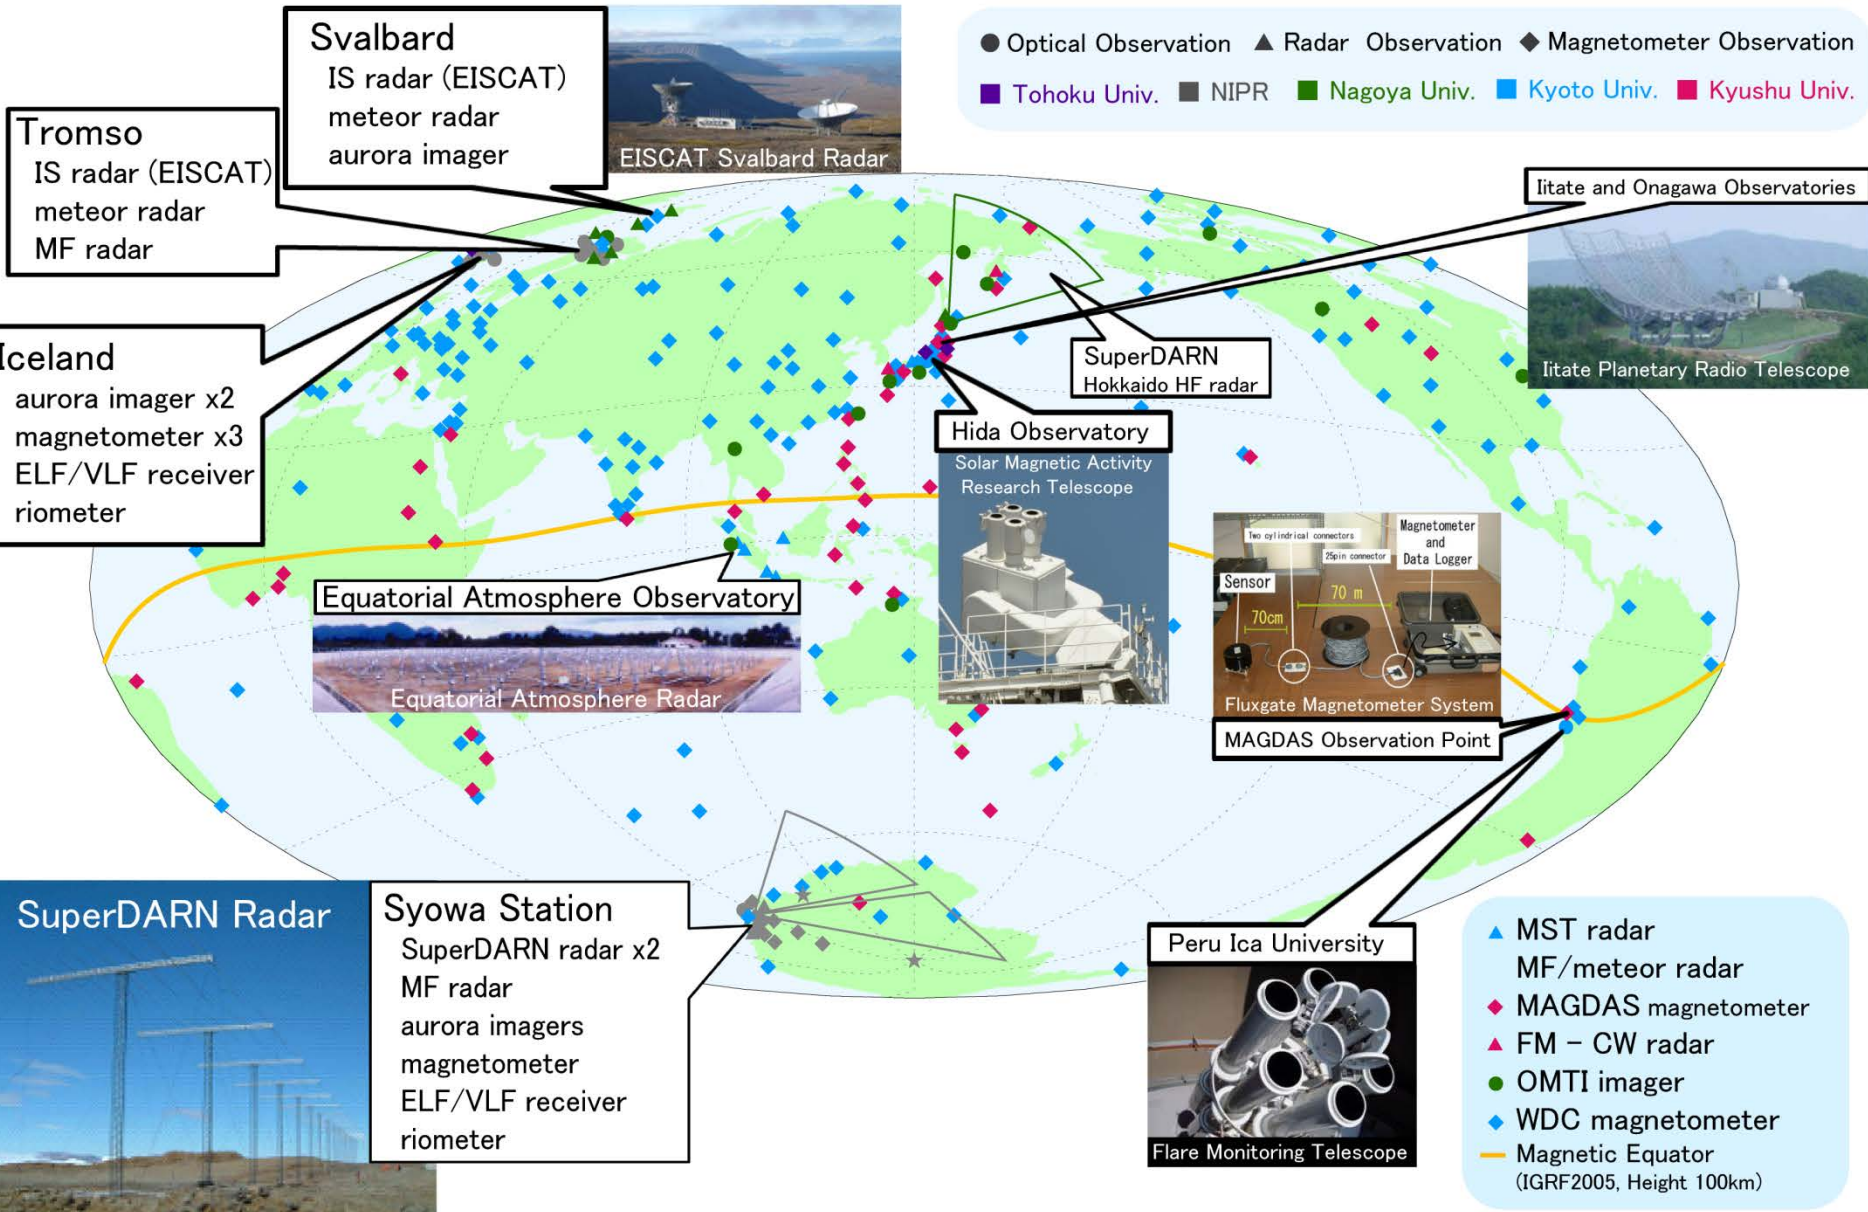 Svalbard
IS radar (EISCAT)
meteor radar
aurora imager
EISCAT Svalbard Radar
● Optical Observation ▲ Radar Observation ◆ Magnetometer Observation
■ Tohoku Univ. ■ NIPR ■ Nagoya Univ. ■ Kyoto Univ. ■ Kyushu Univ.
Tromso
IS radar (EISCAT)
meteor radar
MF radar
Iitate and Onagawa Observatories
Iitate Planetary Radio Telescope
Iceland
aurora imager x2
magnetometer x3
ELF/VLF receiver
riometer
SuperDARN
Hokkaido HF radar
Hida Observatory
Solar Magnetic Activity
Research Telescope
Equatorial Atmosphere Observatory
Equatorial Atmosphere Radar
Two cylindrical connectors
25pin connector
Magnetometer
and
Data Logger
Sensor
70cm
70 m
Fluxgate Magnetometer System
MAGDAS Observation Point
SuperDARN Radar
Syowa Station
SuperDARN radar x2
MF radar
aurora imagers
magnetometer
ELF/VLF receiver
riometer
Peru Ica University
Flare Monitoring Telescope
▲ MST radar
MF/meteor radar
◆ MAGDAS magnetometer
▲ FM - CW radar
● OMTI imager
◆ WDC magnetometer
Magnetic Equator
(IGRF2005, Height 100km)